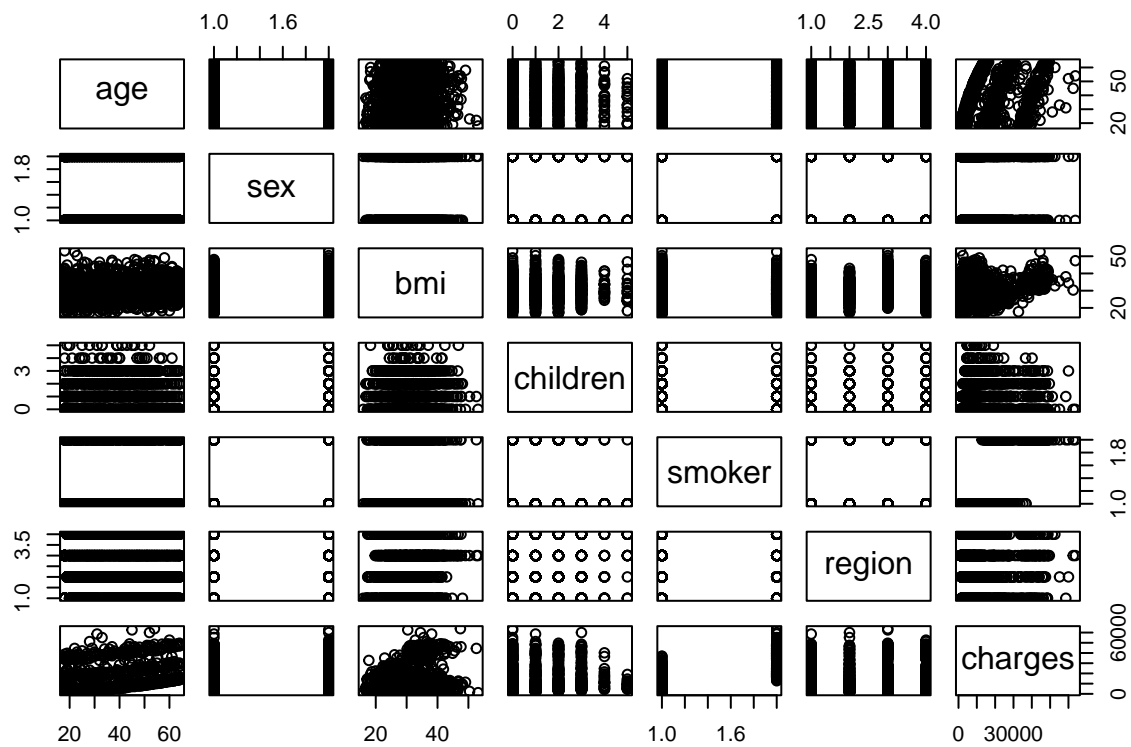 1.0 1.6 0 2 4 1.0 2.5 4.0
age 20 50
1.0 1.8 sex
bmi 20 50
0 3 children
smoker 1.0 1.8
1.0 3.5 region
charges 0 60000
20 40 60 20 40 1.0 1.6 0 30000